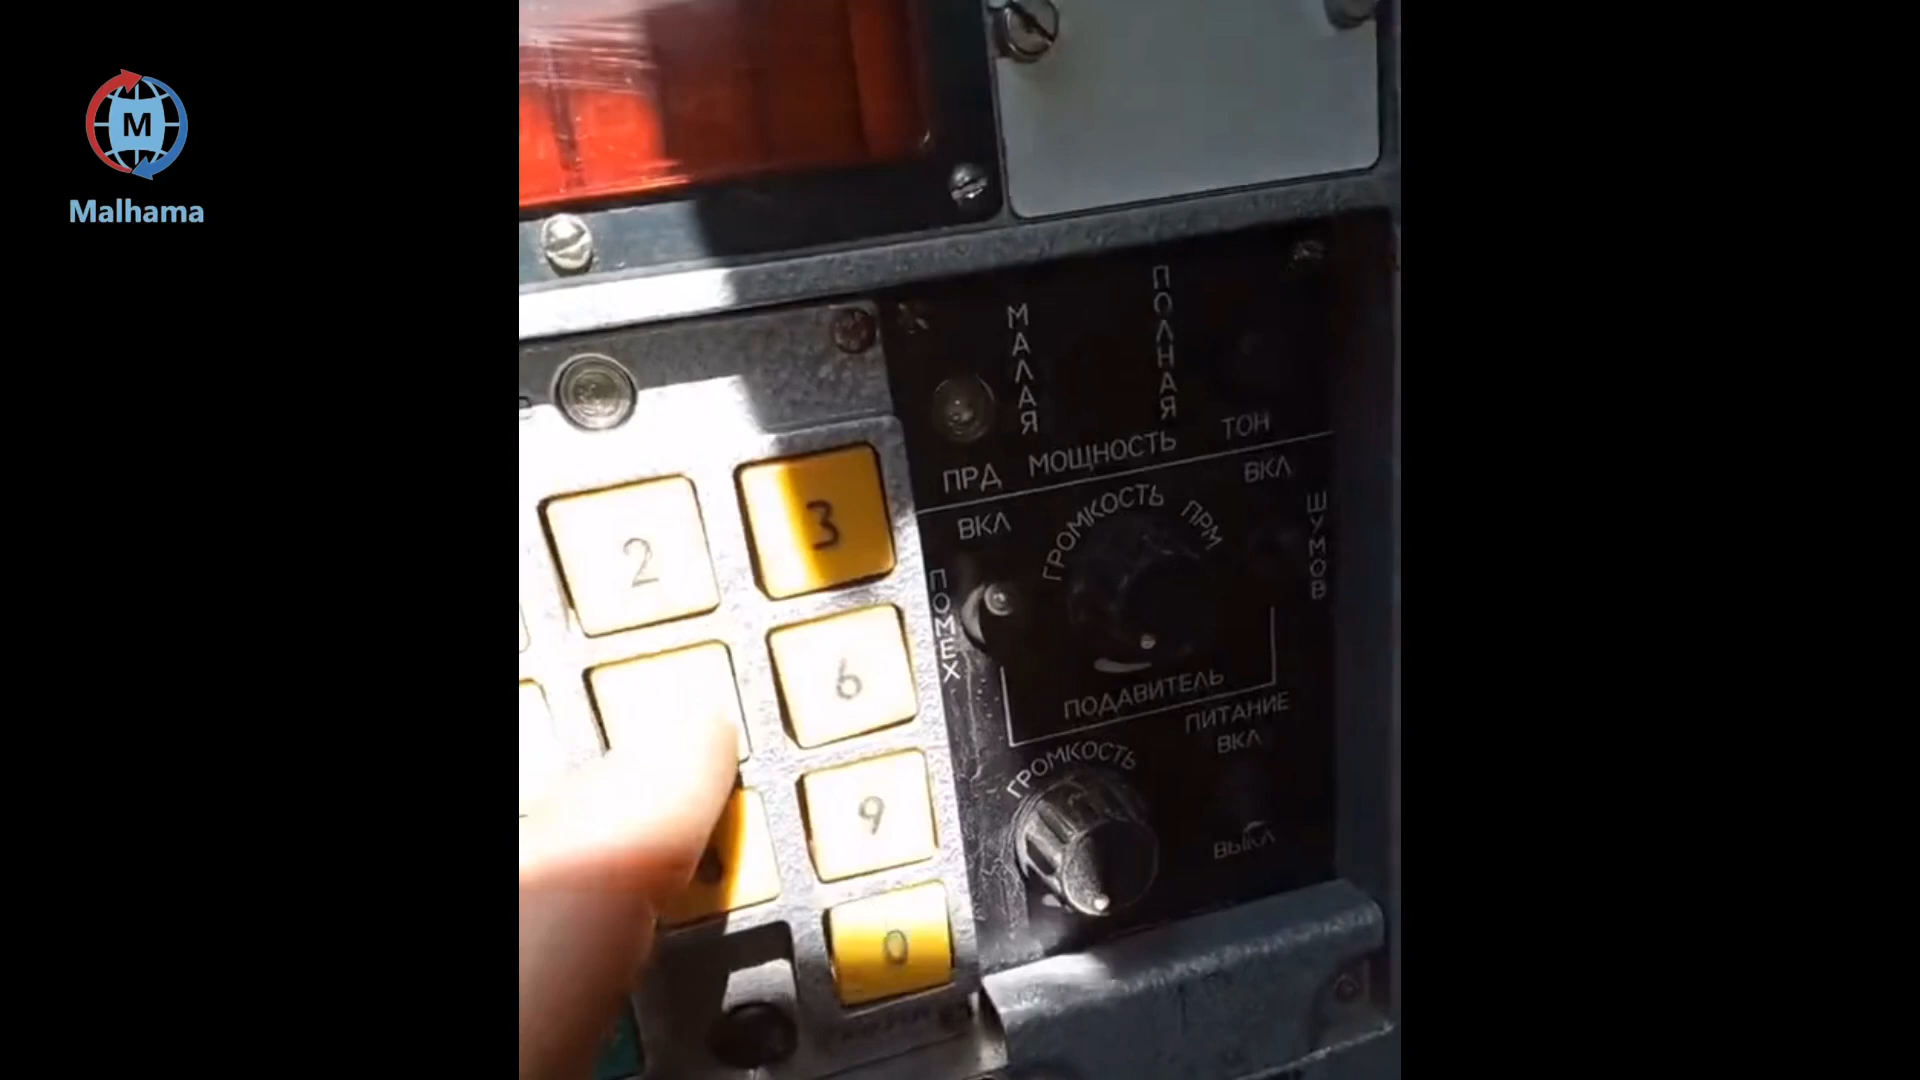 M
Malhama
МАЛАЯ
ПОЛНАЯ
ПРД
МОЩНОСТЬ
ТОН
ВКЛ
ВКЛ
ГРОМКОСТЬ ПРМ
ШУМОВ
ПОМЕХ
ПОДАВИТЕЛЬ
ПИТАНИЕ
ВКЛ
ГРОМКОСТЬ
ВЫКЛ
2
3
6
9
0